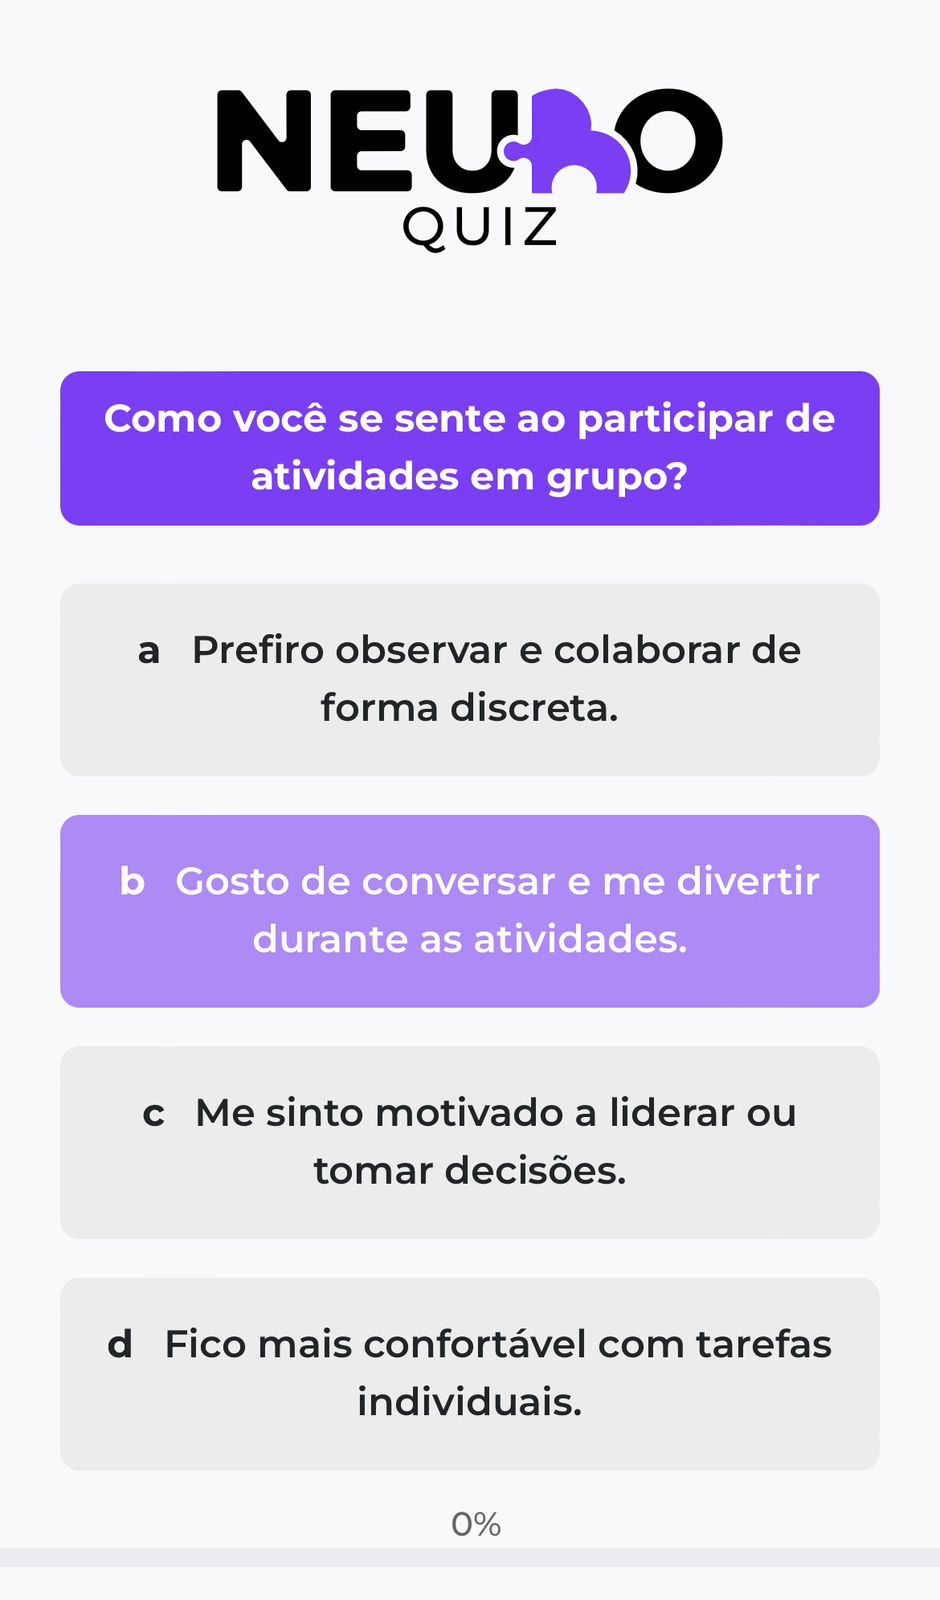 NEURO
QUIZ
Como você se sente ao participar de
atividades em grupo?
a Prefiro observar e colaborar de
forma discreta.
b Gosto de conversar e me divertir
durante as atividades.
c Me sinto motivado a liderar ou
tomar decisões.
d Fico mais confortável com tarefas
individuais.
0%